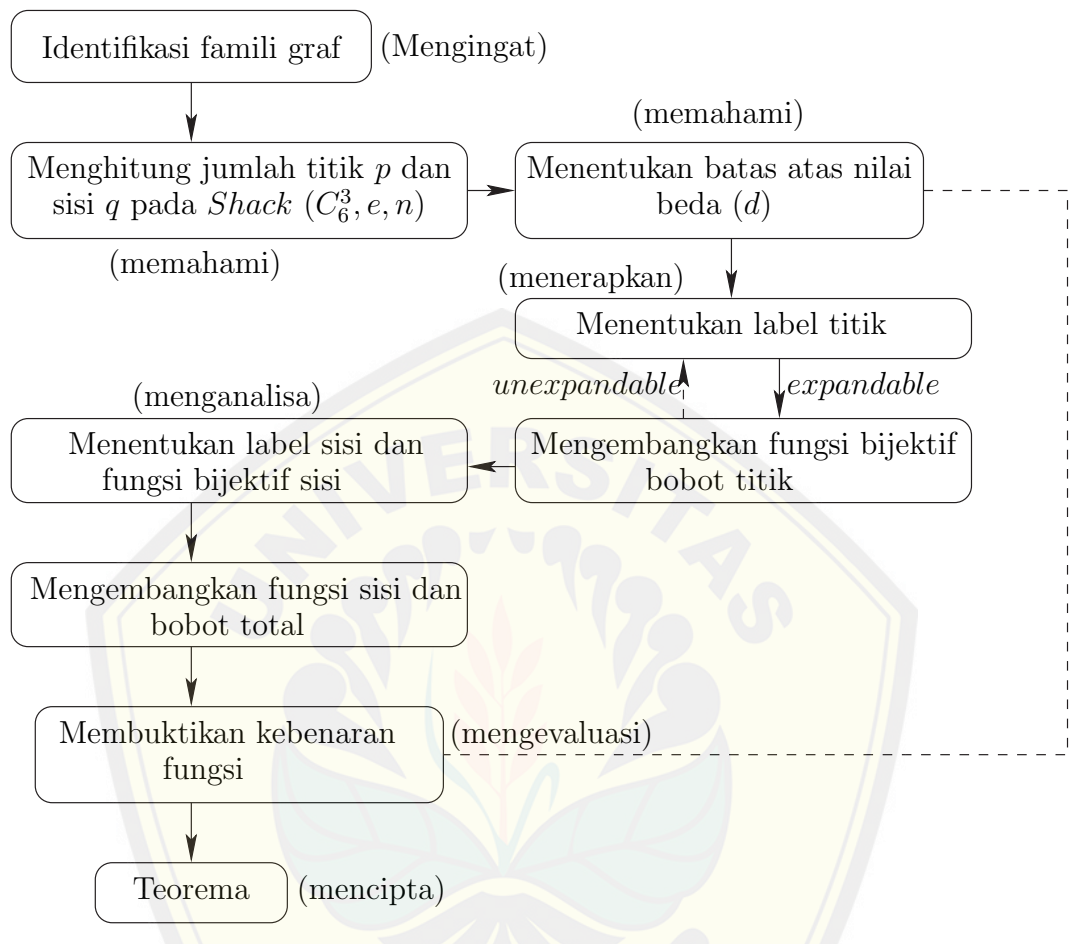 Identifikasi famili graf
(Mengingat)
(memahami)
Menghitung jumlah titik p dan
sisi q pada Shack (C₆³, e, n)
(memahami)
Menentukan batas atas nilai
beda (d)
(menerapkan)
Menentukan label titik
unexpandable
expandable
Mengembangkan fungsi bijektif
bobot titik
(menganalisa)
Menentukan label sisi dan
fungsi bijektif sisi
Mengembangkan fungsi sisi dan
bobot total
Membuktikan kebenaran
fungsi
(mengevaluasi)
Teorema
(mencipta)
UNIVERSITAS